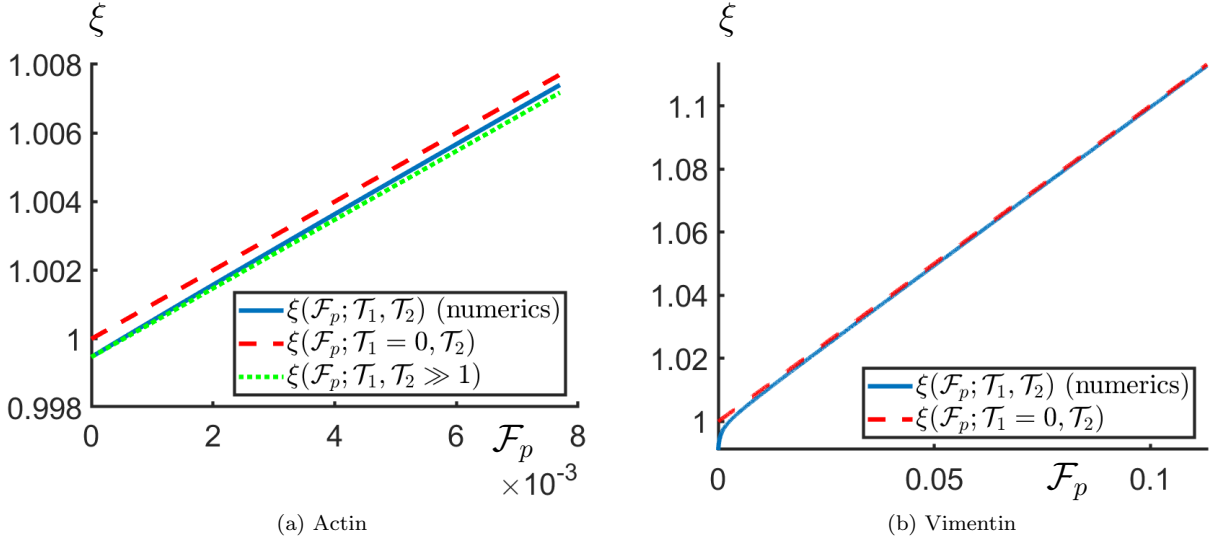 ξ
1.008
1.006
1.004
1.002
1
0.998
0
2
4
6
8
𝓕ₚ
×10⁻³
ξ(𝓕ₚ; 𝓣₁, 𝓣₂) (numerics)
ξ(𝓕ₚ; 𝓣₁ = 0, 𝓣₂)
ξ(𝓕ₚ; 𝓣₁, 𝓣₂ ≫ 1)
(a) Actin
ξ
1.1
1.08
1.06
1.04
1.02
1
0
0.05
0.1
𝓕ₚ
ξ(𝓕ₚ; 𝓣₁, 𝓣₂) (numerics)
ξ(𝓕ₚ; 𝓣₁ = 0, 𝓣₂)
(b) Vimentin